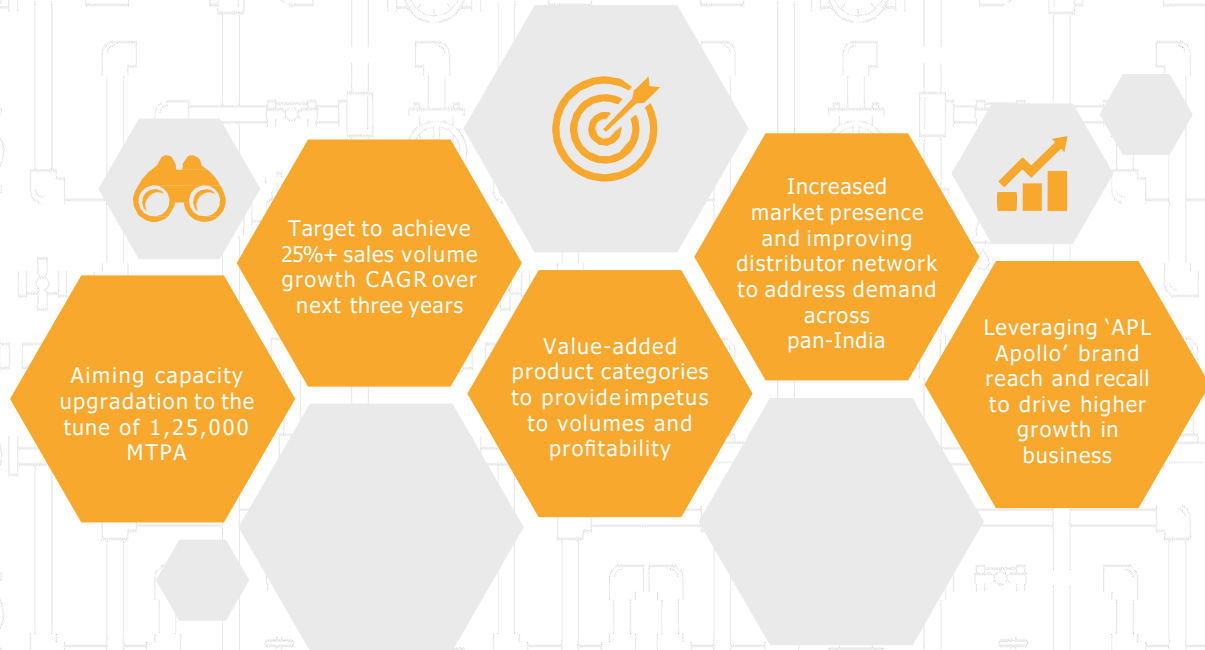 Aiming capacity
upgradation to the
tune of 1,25,000
MTPA
Target to achieve
25%+ sales volume
growth CAGR over
next three years
Value-added
product categories
to provide impetus
to volumes and
profitability
Increased
market presence
and improving
distributor network
to address demand
across
pan-India
Leveraging ‘APL
Apollo’ brand
reach and recall
to drive higher
growth in
business